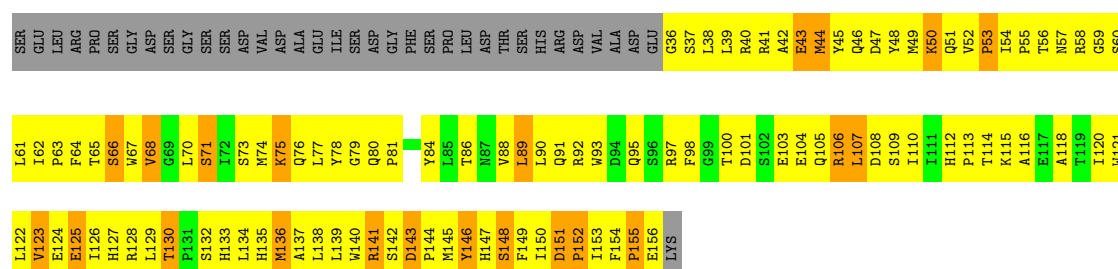 SER GLU LEU ARG PRO SER GLY ASP SER GLY SER SER ASP VAL ASP ALA GLU ILE SER ASP GLY PHE SER PRO LEU ASP THR SER HIS ARG ASP VAL ALA ASP GLU G36 S37 L38 L39 R40 R41 A42 E43 M44 Y45 Q46 D47 Y48 M49 K50 Q51 V52 P53 I54 P55 T56 N57 R58 G59 S60
L61 I62 P63 F64 T65 S66 W67 V68 G69 L70 S71 I72 S73 M74 K75 Q76 L77 Y78 G79 Q80 P81 Y84 L85 T86 N87 V88 L89 L90 Q91 R92 W93 D94 Q95 S96 R97 F98 G99 T100 D101 S102 E103 E104 Q105 R106 L107 D108 S109 I110 I111 H112 P113 T114 K115 A116 E117 A118 T119 I120 W121
L122 V123 E124 E125 I126 H127 R128 L129 T130 P131 S132 H133 L134 H135 M136 A137 L138 L139 W140 R141 S142 D143 P144 M145 Y146 H147 S148 F149 I150 D151 P152 I153 F154 P155 E156 LYS